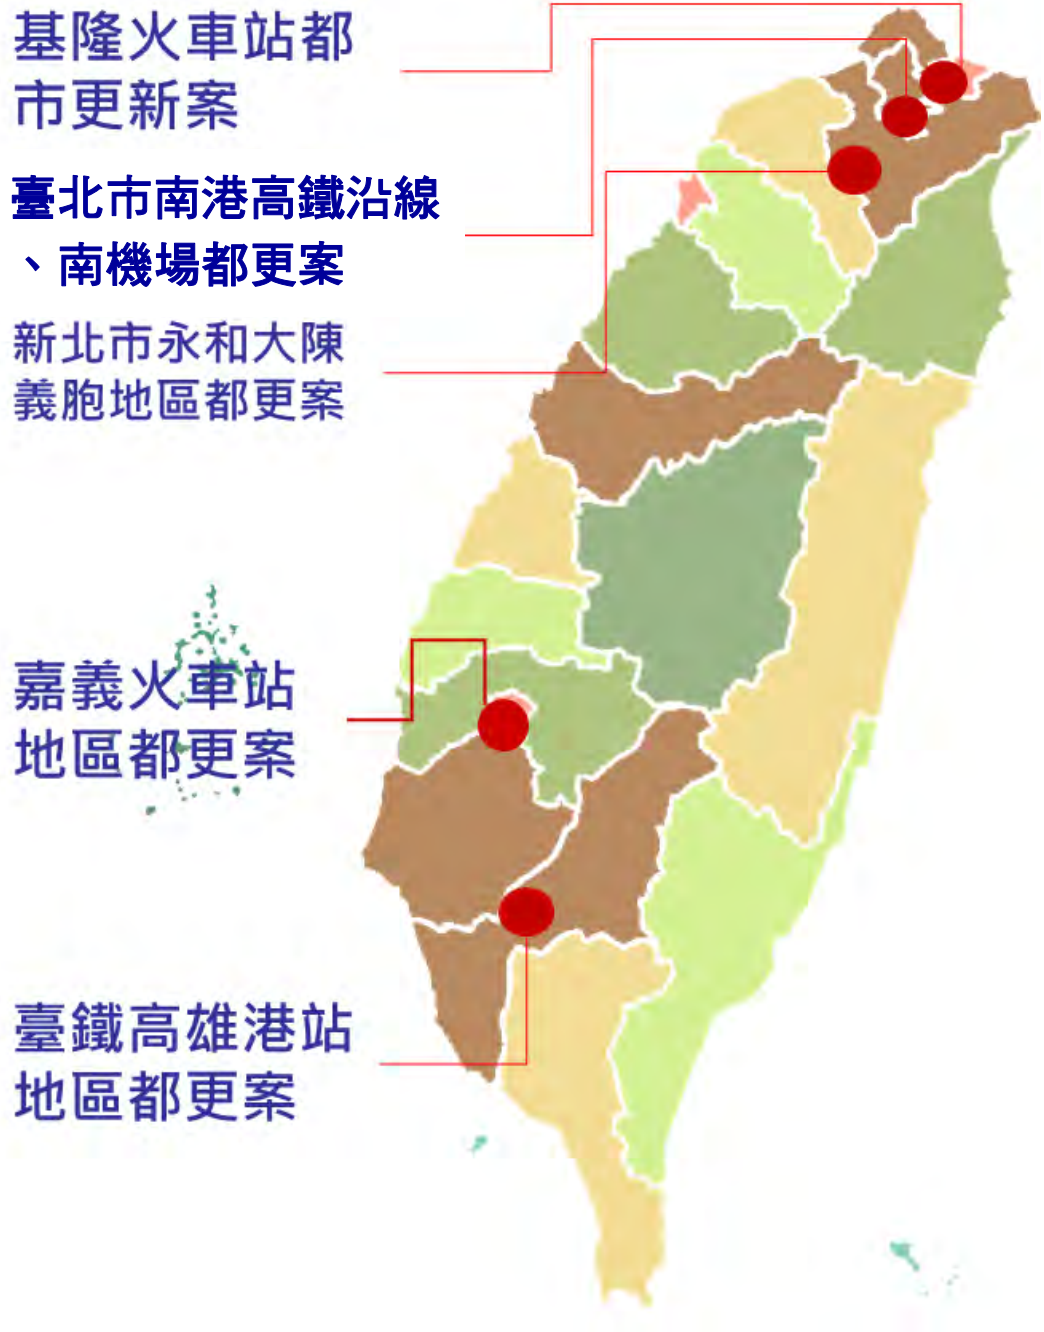 基隆火車站都
市更新案
臺北市南港高鐵沿線
、南機場都更案
新北市永和大陳
義胞地區都更案
嘉義火車站
地區都更案
臺鐵高雄港站
地區都更案